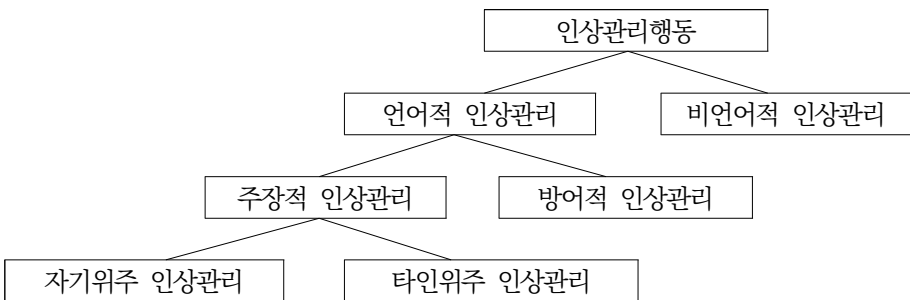 인상관리행동
언어적 인상관리
비언어적 인상관리
주장적 인상관리
방어적 인상관리
자기위주 인상관리
타인위주 인상관리